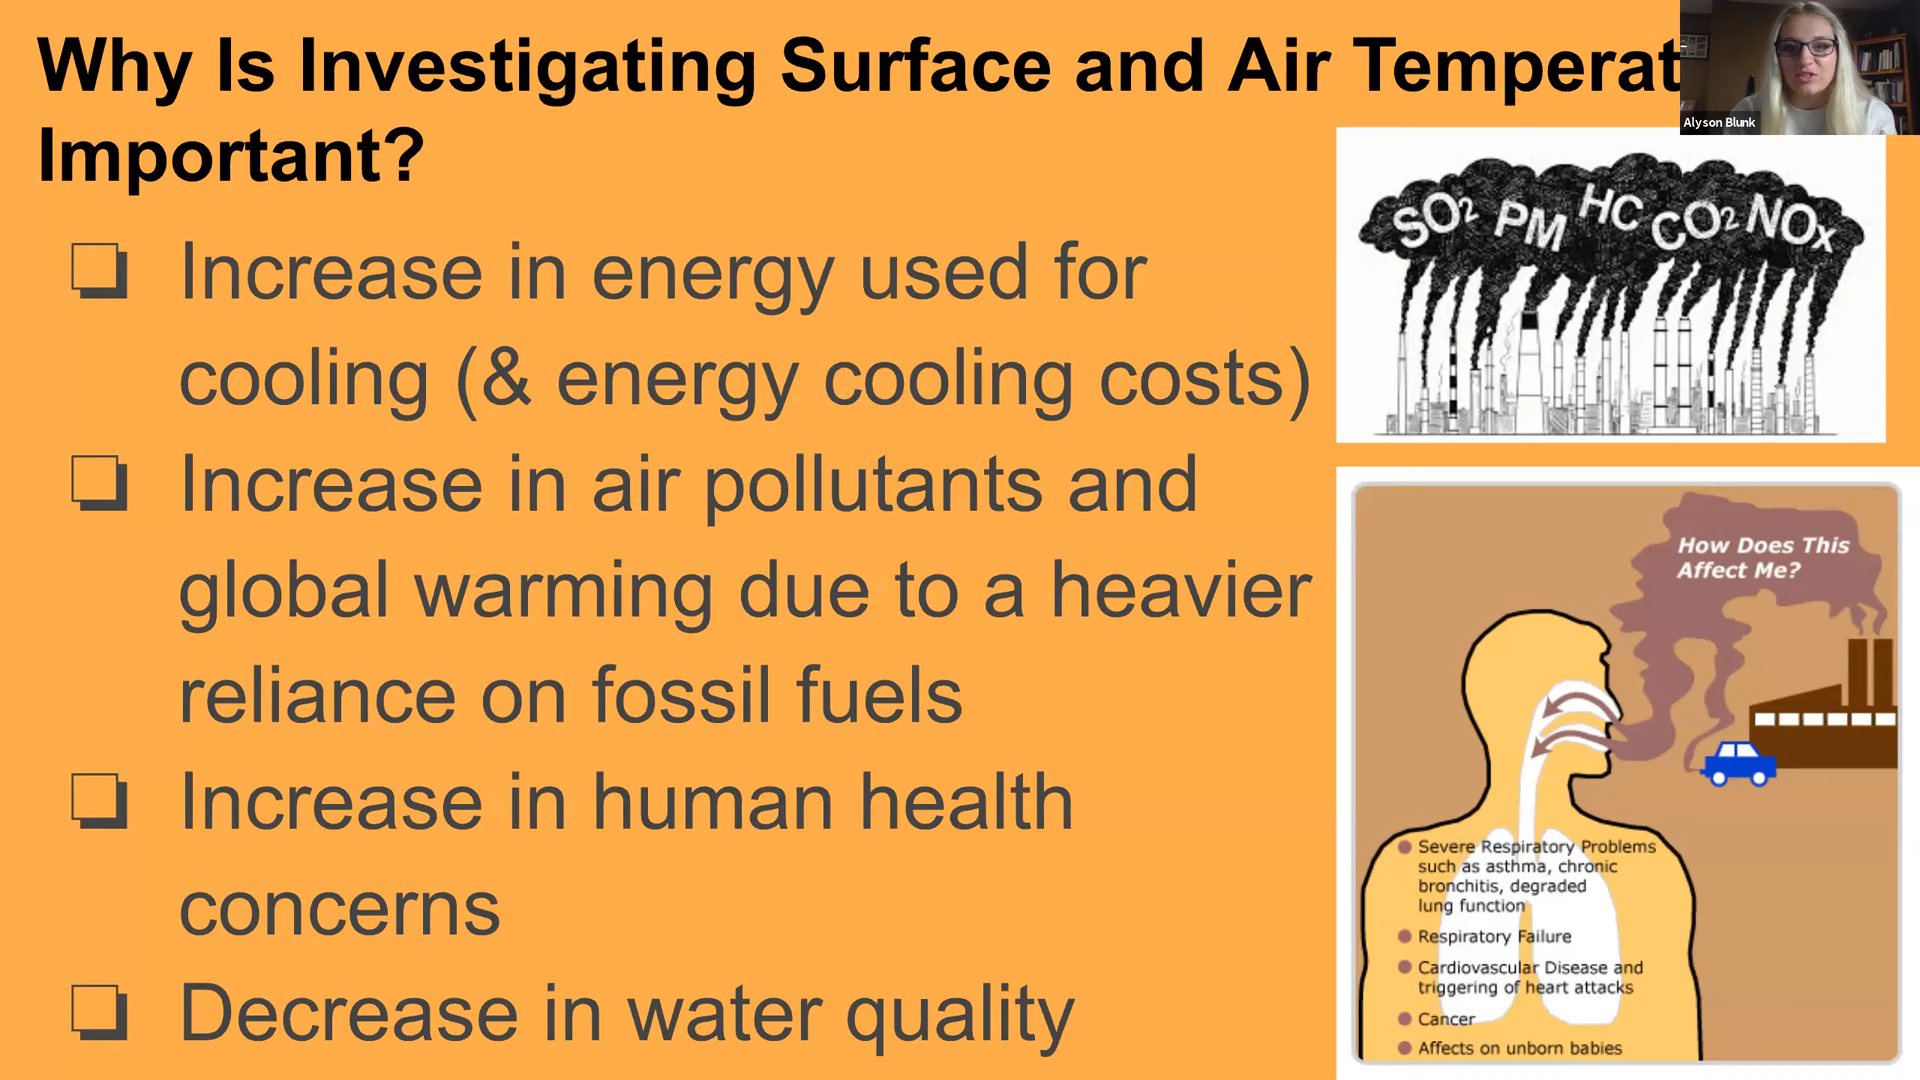 Why Is Investigating Surface and Air Temperat
Important?
Alyson Blunk
❏ Increase in energy used for
cooling (& energy cooling costs)
❏ Increase in air pollutants and
global warming due to a heavier
reliance on fossil fuels
❏ Increase in human health
concerns
❏ Decrease in water quality
SO2 PM HC CO2 NOx
How Does This
Affect Me?
● Severe Respiratory Problems
such as asthma, chronic
bronchitis, degraded
lung function
● Respiratory Failure
● Cardiovascular Disease and
triggering of heart attacks
● Cancer
● Affects on unborn babies